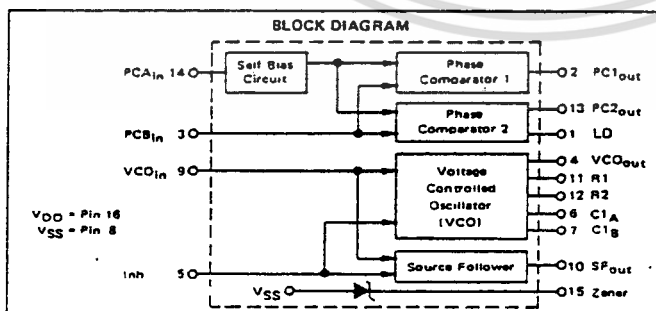 BLOCK DIAGRAM
PCAin 14
Self Bias
Circuit
Phase
Comparator 1
2 PC1out
13 PC2out
PCBin 3
Phase
Comparator 2
1 LD
VCOin 9
Voltage
Controlled
Oscillator
(VCO)
4 VCOout
11 R1
12 R2
6 C1A
7 C1B
VDD = Pin 16
VSS = Pin 8
Inh 5
Source Follower
10 SFout
VSS
15 Zener